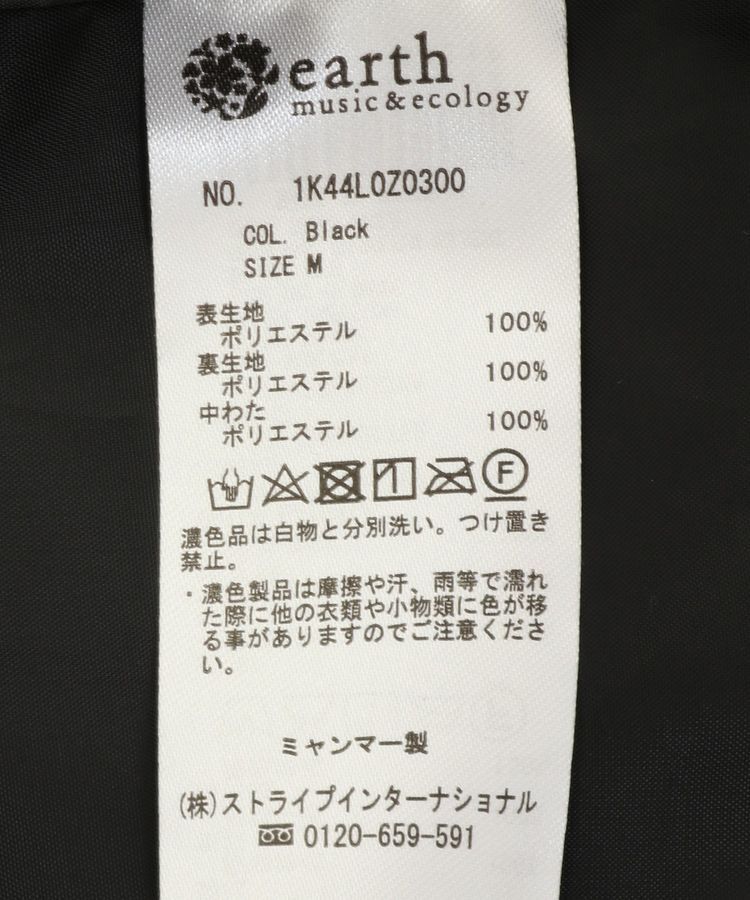 earth
music&ecology
NO. 1K44L0Z0300
COL. Black
SIZE M
表生地
ポリエステル 100%
裏生地
ポリエステル 100%
中わた
ポリエステル 100%
F
濃色品は白物と分別洗い。つけ置き
禁止。
・濃色製品は摩擦や汗、雨等で濡れ
た際に他の衣類や小物類に色が移
る事がありますのでご注意くださ
い。
ミャンマー製
(株)ストライプインターナショナル
0120-659-591